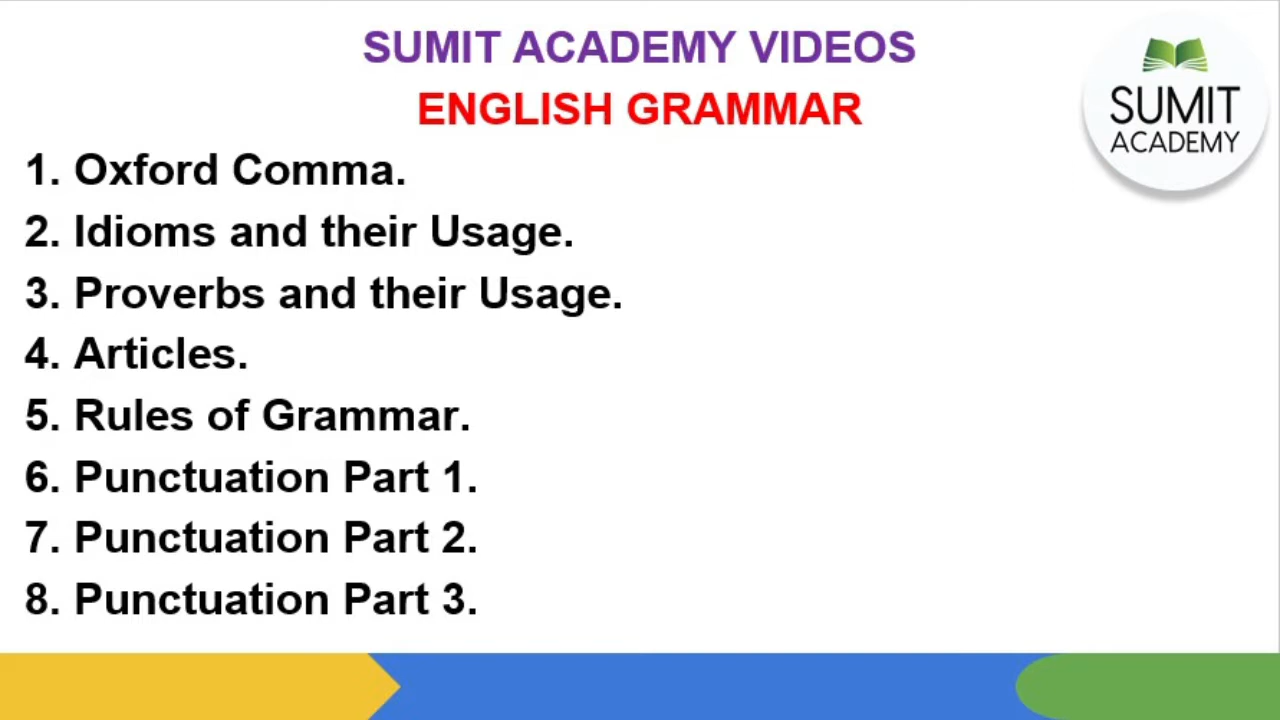 SUMIT ACADEMY VIDEOS
ENGLISH GRAMMAR
SUMIT
ACADEMY
1. Oxford Comma.
2. Idioms and their Usage.
3. Proverbs and their Usage.
4. Articles.
5. Rules of Grammar.
6. Punctuation Part 1.
7. Punctuation Part 2.
8. Punctuation Part 3.